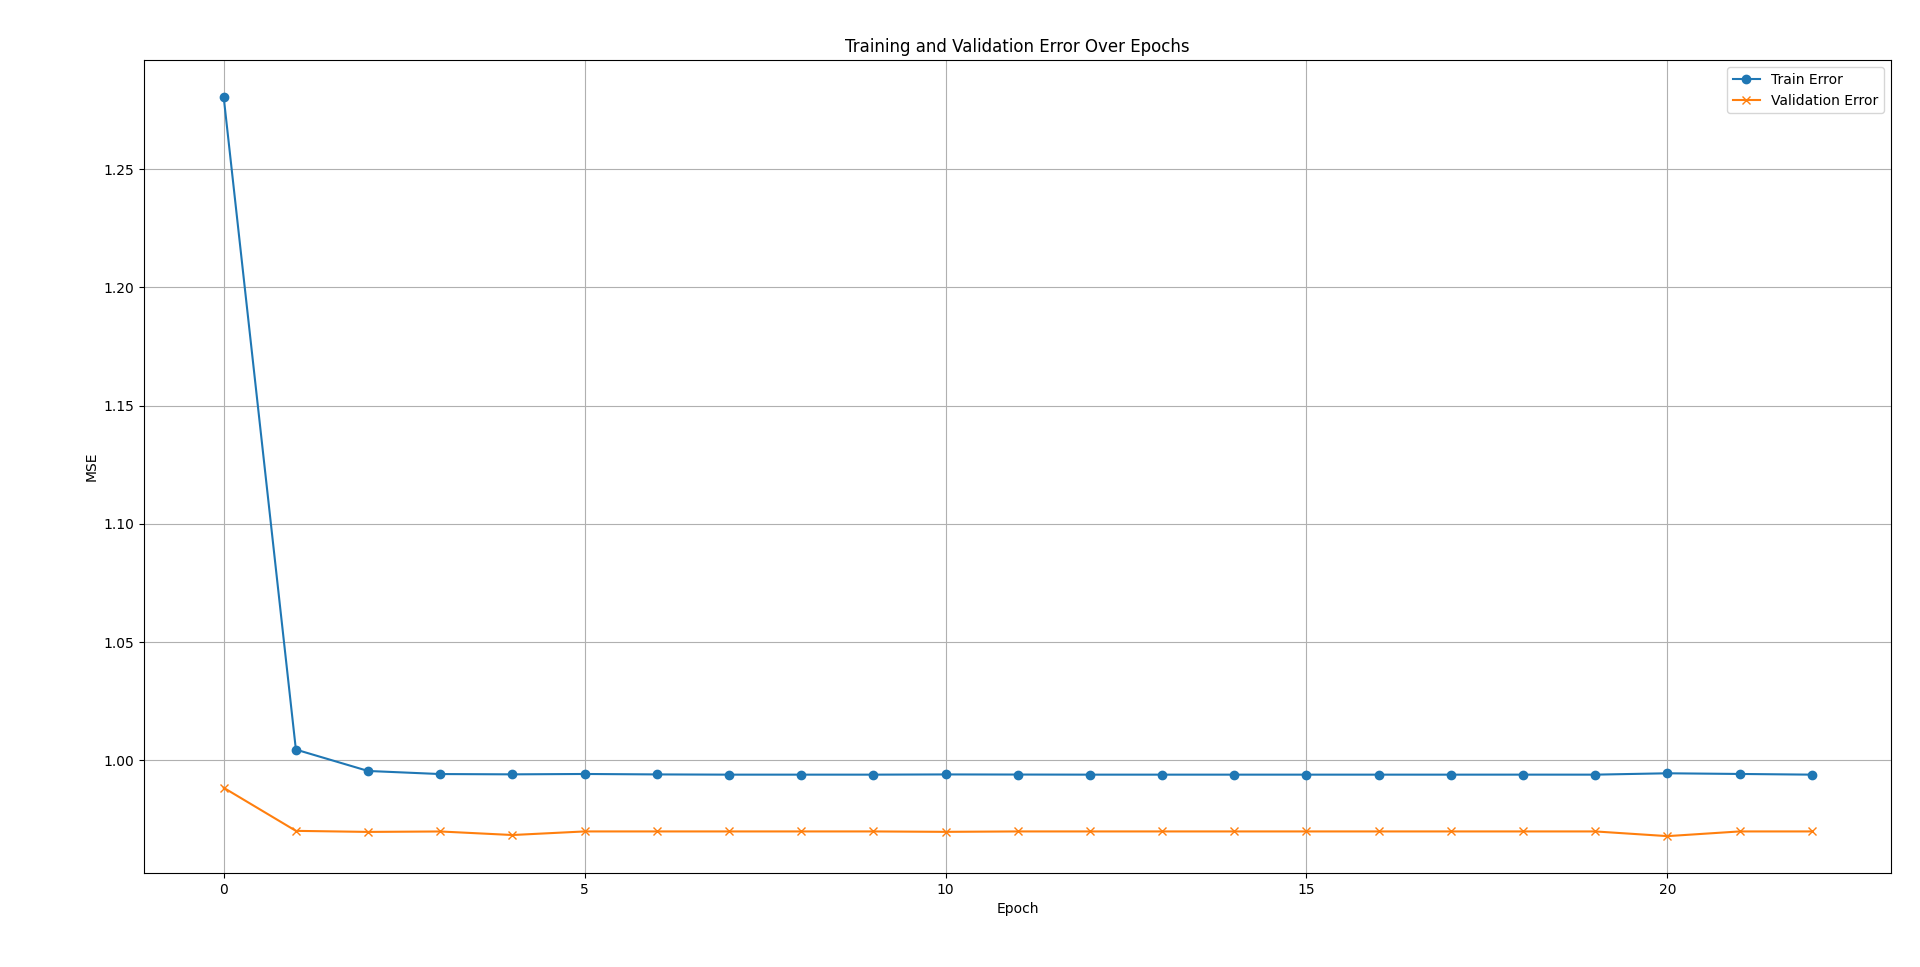 Training and Validation Error Over Epochs
Train Error
Validation Error
1.25
1.20
1.15
1.10
1.05
1.00
MSE
0 5 10 15 20
Epoch